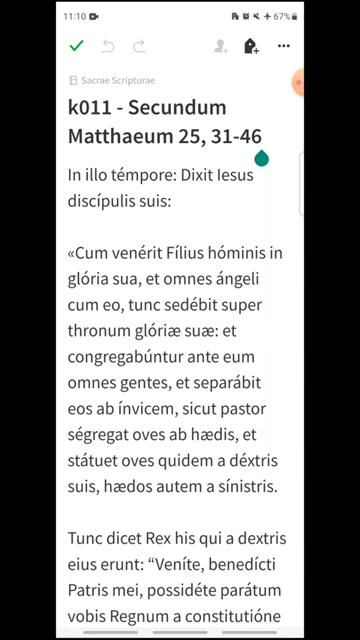 11:10
67%
Sacrae Scripturae
k011 - Secundum
Matthaeum 25, 31-46
In illo témpore: Dixit Iesus
discípulis suis:
«Cum venérit Fílius hóminis in
glória sua, et omnes ángeli
cum eo, tunc sedébit super
thronum glóriæ suæ: et
congregabúntur ante eum
omnes gentes, et separábit
eos ab ínvicem, sicut pastor
ségregat oves ab hædis, et
státuet oves quidem a déxtris
suis, hædos autem a sínistris.
Tunc dicet Rex his qui a dextris
eius erunt: “Veníte, benedícti
Patris mei, possidéte parátum
vobis Regnum a constitutióne